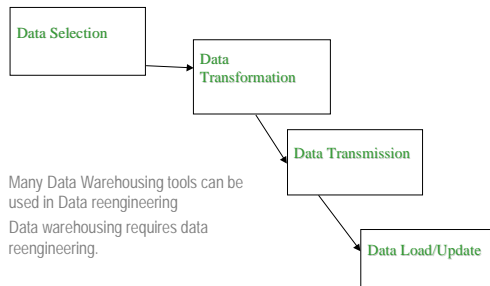 Data Selection
Data
Transformation
Data Transmission
Many Data Warehousing tools can be
used in Data reengineering
Data warehousing requires data
reengineering.
Data Load/Update